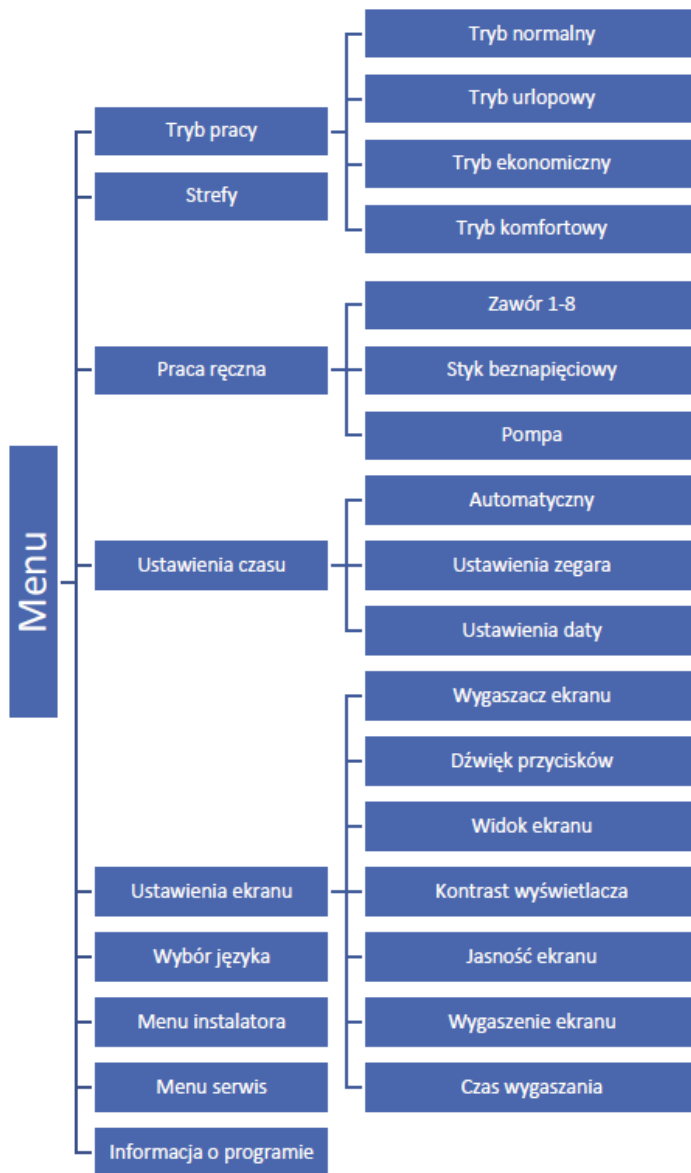 Menu
Tryb pracy
Tryb normalny
Tryb urlopowy
Tryb ekonomiczny
Tryb komfortowy
Strefy
Praca ręczna
Zawór 1-8
Styk beznapięciowy
Pompa
Ustawienia czasu
Automatyczny
Ustawienia zegara
Ustawienia daty
Ustawienia ekranu
Wygaszacz ekranu
Dźwięk przycisków
Widok ekranu
Kontrast wyświetlacza
Jasność ekranu
Wygaszenie ekranu
Czas wygaszania
Wybór języka
Menu instalatora
Menu serwis
Informacja o programie